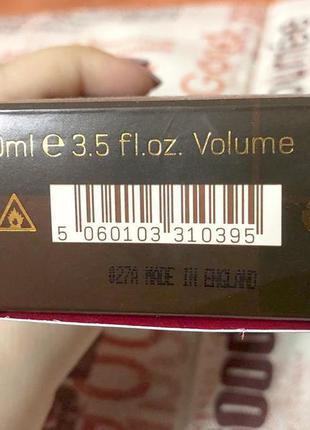 0ml e 3.5 fl.oz. Volume
5 060103 310395
027A MADE IN ENGLAND